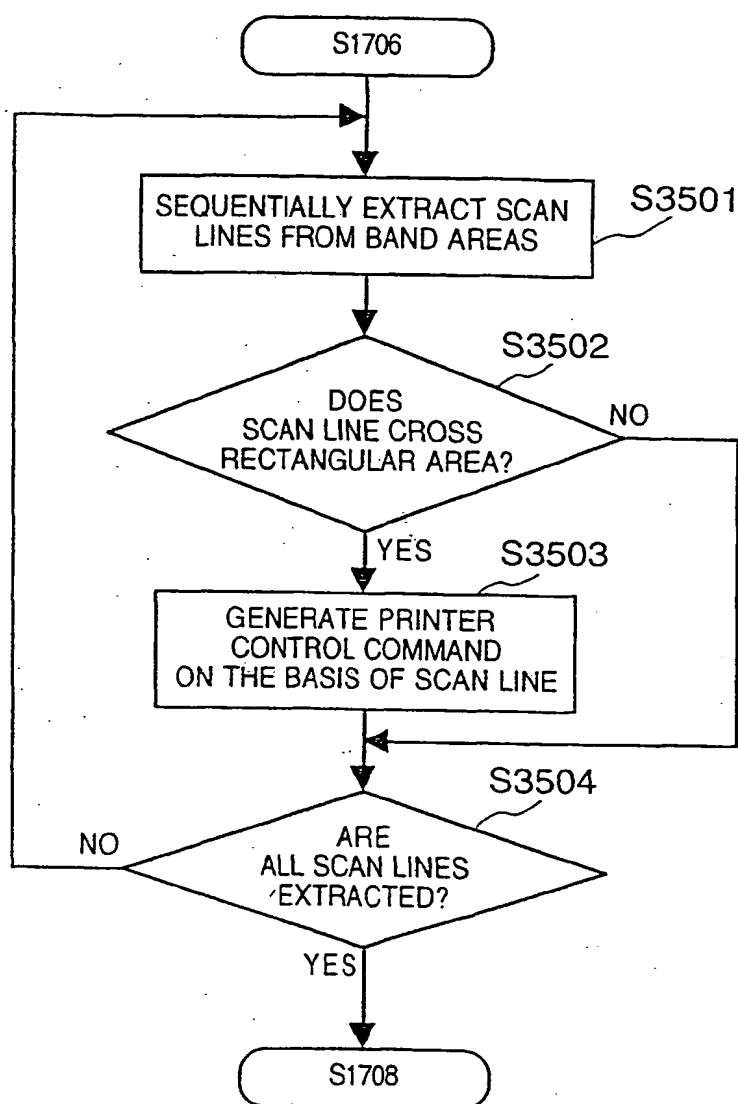 S1706
SEQUENTIALLY EXTRACT SCAN
LINES FROM BAND AREAS
S3501
S3502
DOES
SCAN LINE CROSS
RECTANGULAR AREA?
NO
YES
S3503
GENERATE PRINTER
CONTROL COMMAND
ON THE BASIS OF SCAN LINE
S3504
NO
ARE
ALL SCAN LINES
EXTRACTED?
YES
S1708